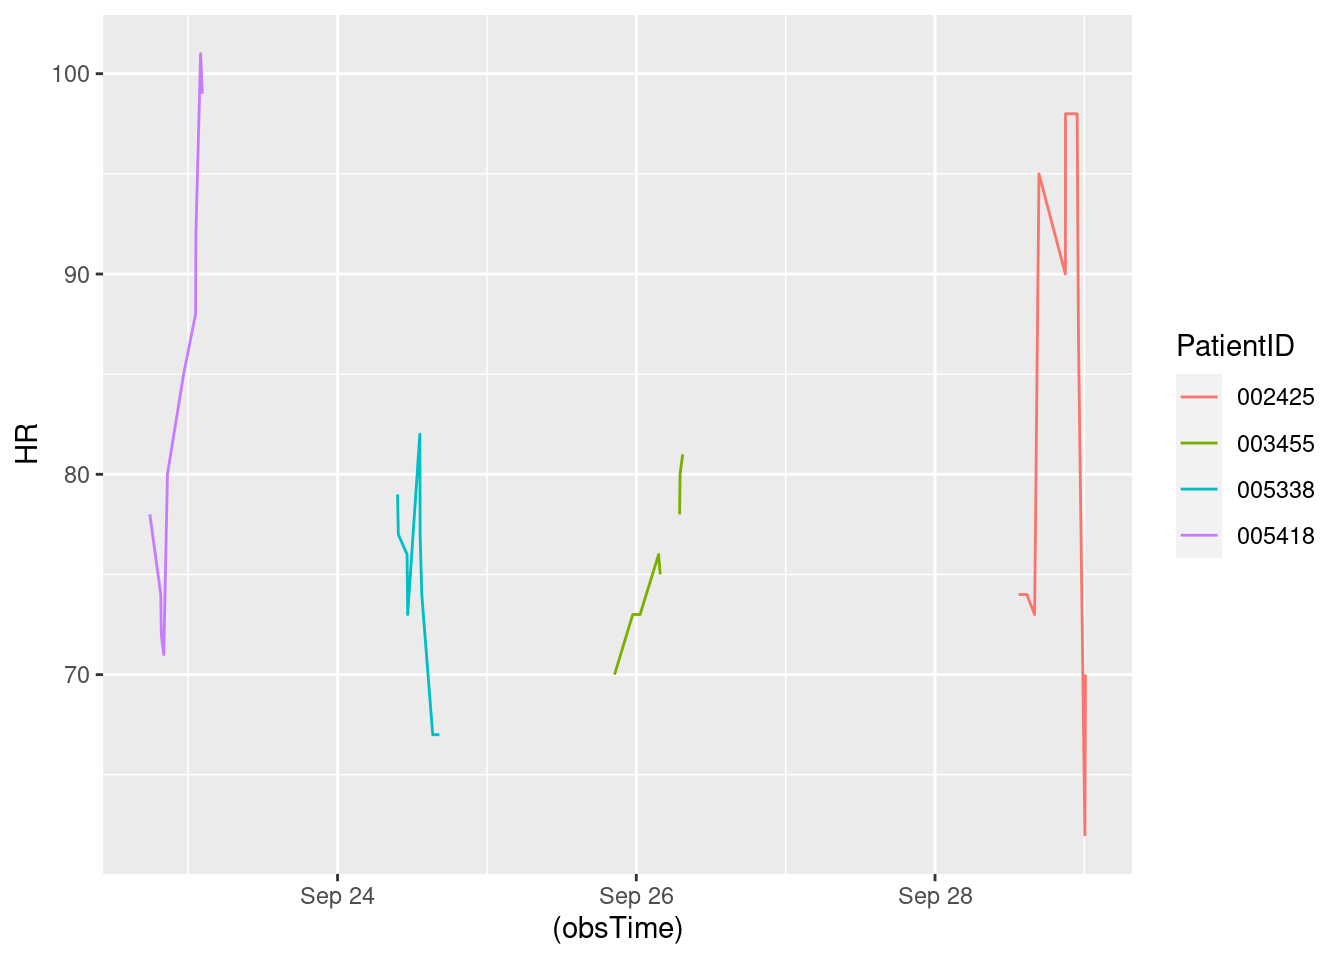 100
90
80
70
HR
Sep 24
Sep 26
Sep 28
(obsTime)
PatientID
002425
003455
005338
005418